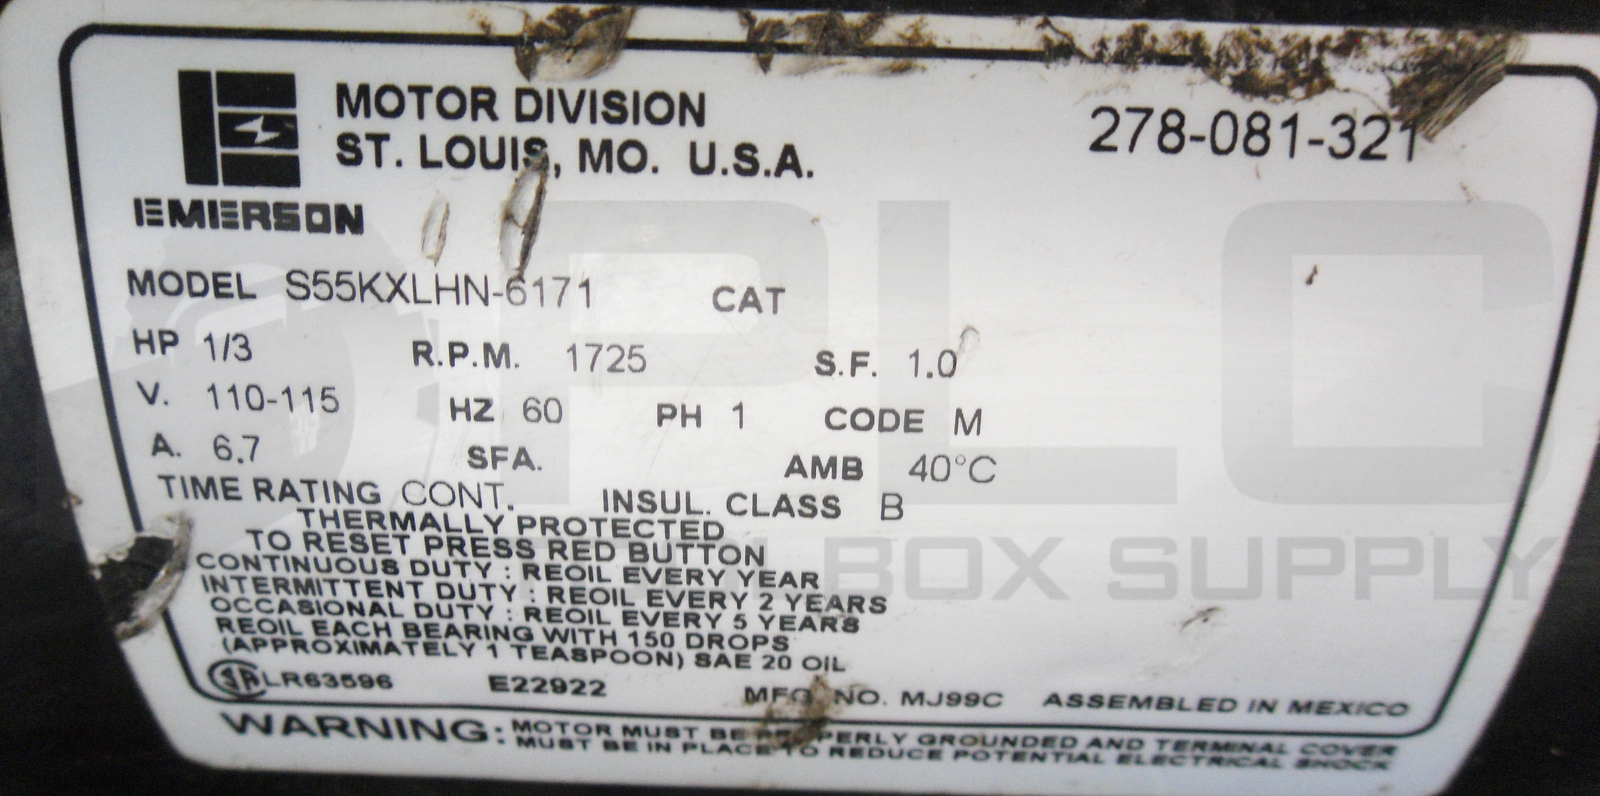 MOTOR DIVISION
ST. LOUIS, MO. U.S.A.
278-081-321
EMERSON
MODEL S55KXLHN-6171 CAT
HP 1/3 R.P.M. 1725 S.F. 1.0
V. 110-115 HZ 60 PH 1 CODE M
A. 6.7 SFA. AMB 40°C
TIME RATING CONT. INSUL. CLASS B
THERMALLY PROTECTED
TO RESET PRESS RED BUTTON
CONTINUOUS DUTY : REOIL EVERY YEAR
INTERMITTENT DUTY : REOIL EVERY 2 YEARS
OCCASIONAL DUTY : REOIL EVERY 5 YEARS
REOIL EACH BEARING WITH 150 DROPS
(APPROXIMATELY 1 TEASPOON) SAE 20 OIL
SA LR63596 E22922 MFG. NO. MJ99C ASSEMBLED IN MEXICO
WARNING: MOTOR MUST BE PROPERLY GROUNDED AND TERMINAL COVER
MUST BE IN PLACE TO REDUCE POTENTIAL ELECTRICAL SHOCK
PLC
BOX SUPPLY